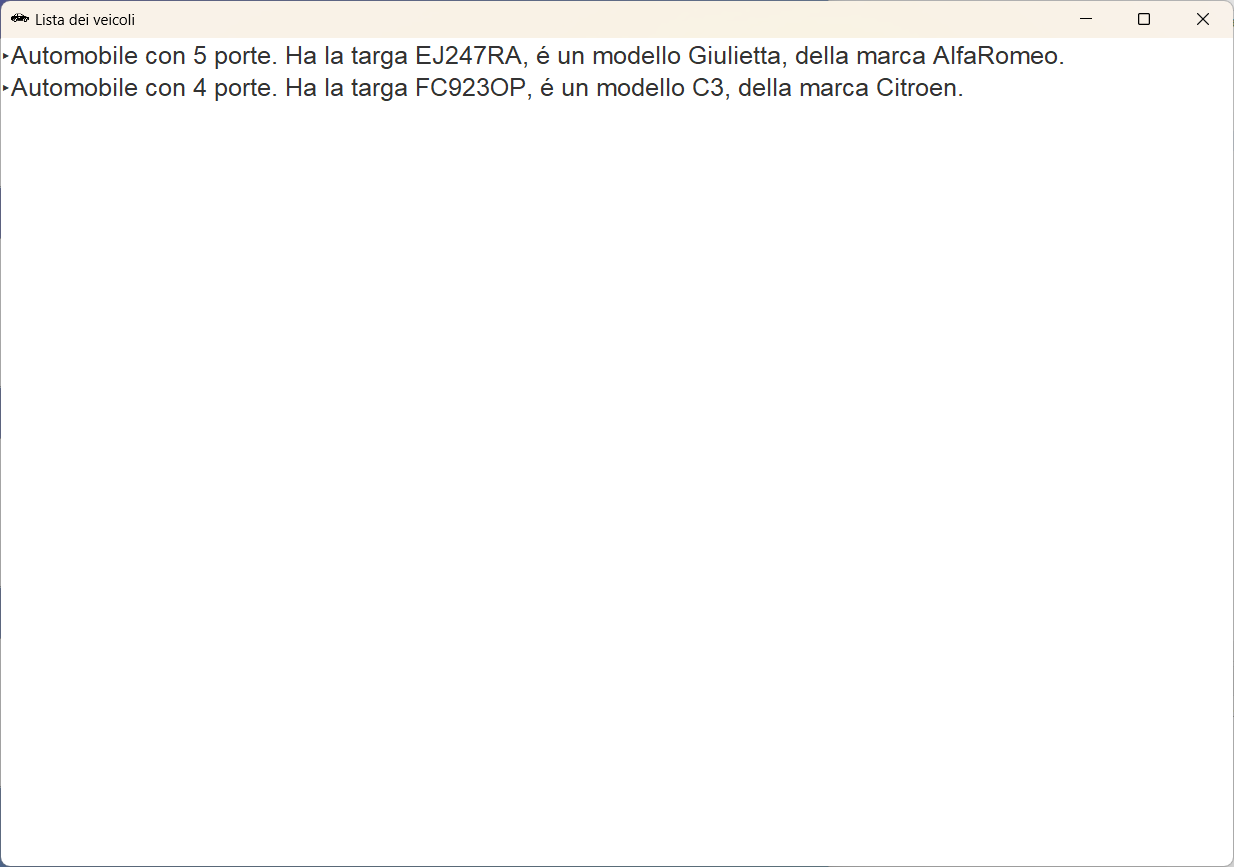 Lista dei veicoli
‣Automobile con 5 porte. Ha la targa EJ247RA, é un modello Giulietta, della marca AlfaRomeo.
‣Automobile con 4 porte. Ha la targa FC923OP, é un modello C3, della marca Citroen.